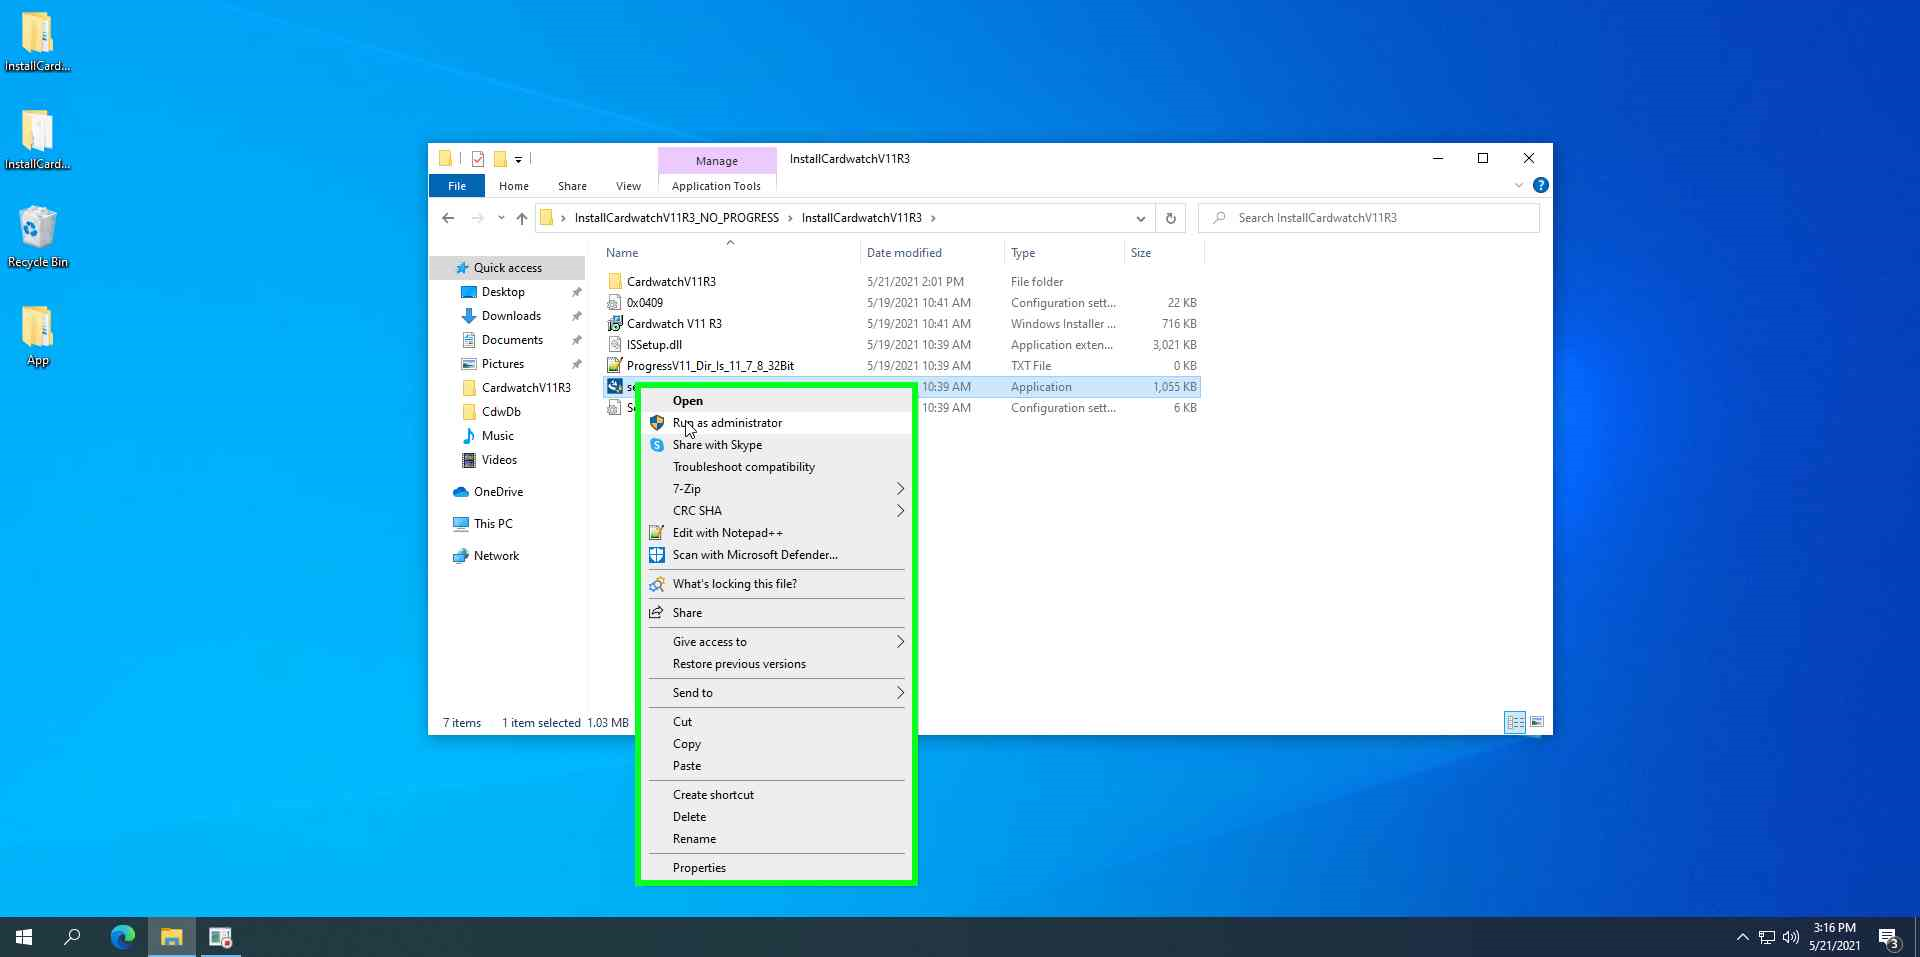 InstallCard...
InstallCard...
Recycle Bin
App
Manage
InstallCardwatchV11R3
File
Home
Share
View
Application Tools
InstallCardwatchV11R3_NO_PROGRESS
InstallCardwatchV11R3
Search InstallCardwatchV11R3
Name
Date modified
Type
Size
Quick access
Desktop
Downloads
Documents
Pictures
CardwatchV11R3
CdwDb
Music
Videos
OneDrive
This PC
Network
CardwatchV11R3 5/21/2021 2:01 PM File folder
0x0409 5/19/2021 10:41 AM Configuration sett... 22 KB
Cardwatch V11 R3 5/19/2021 10:41 AM Windows Installer ... 716 KB
ISSetup.dll 5/19/2021 10:39 AM Application exten... 3,021 KB
ProgressV11_Dir_Is_11_7_8_32Bit 5/19/2021 10:39 AM TXT File 0 KB
10:39 AM Application 1,055 KB
10:39 AM Configuration sett... 6 KB
Open
Run as administrator
Share with Skype
Troubleshoot compatibility
7-Zip
CRC SHA
Edit with Notepad++
Scan with Microsoft Defender...
What's locking this file?
Share
Give access to
Restore previous versions
Send to
Cut
Copy
Paste
Create shortcut
Delete
Rename
Properties
7 items 1 item selected 1.03 MB
3:16 PM
5/21/2021
3